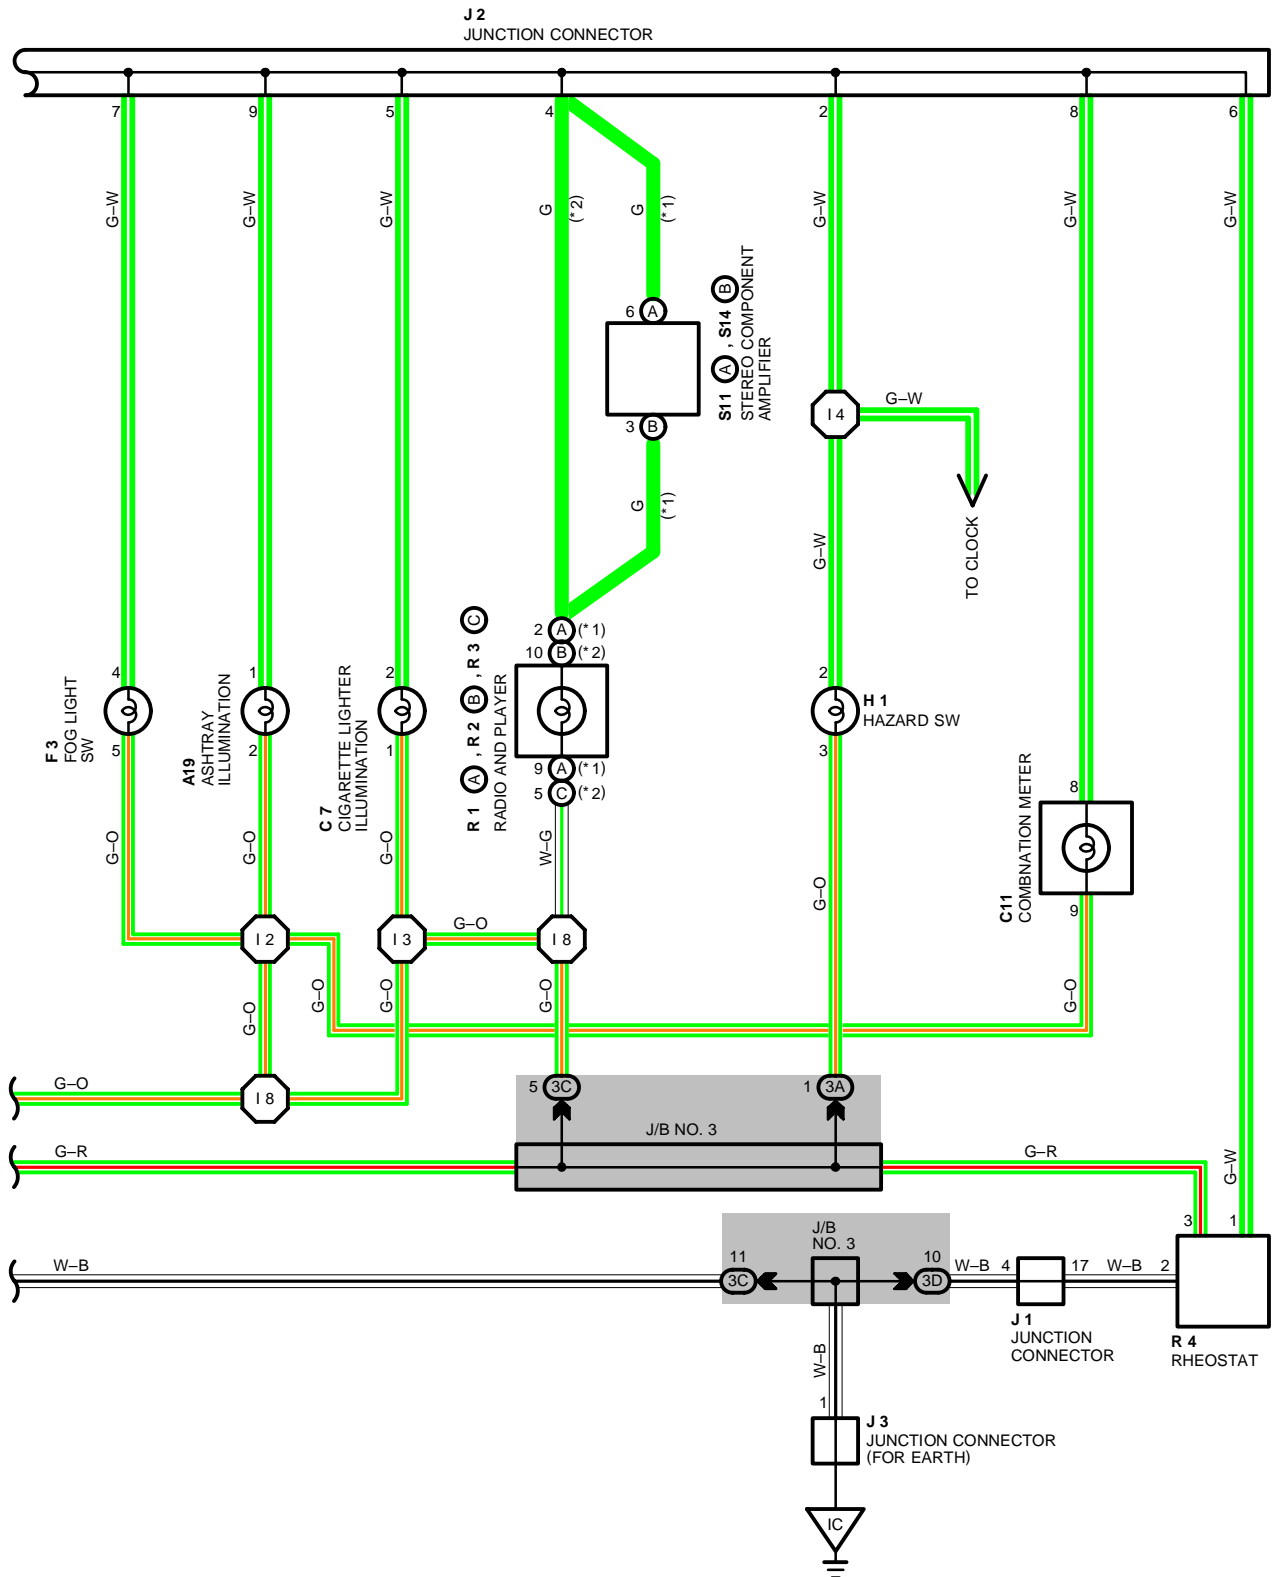 J 2
JUNCTION CONNECTOR
7
9
5
4
2
8
6
G–W
G–W
G–W
G
(*2)
G
(*1)
G–W
G–W
G–W
6 A
S11 A , S14 B
STEREO COMPONENT
AMPLIFIER
3 B
I 4
G–W
G
(*1)
G–W
TO CLOCK
2 A (*1)
10 B (*2)
4
1
2
2
F 3
FOG LIGHT
SW
A19
ASHTRAY
ILLUMINATION
C 7
CIGARETTE LIGHTER
ILLUMINATION
R 1 A , R 2 B , R 3 C
RADIO AND PLAYER
H 1
HAZARD SW
5
2
1
9 A (*1)
5 C (*2)
3
8
C11
COMBNATION METER
9
G–O
G–O
G–O
W–G
G–O
I 2
I 3
G–O
I 8
G–O
G–O
G–O
G–O
G–O
G–O
I 8
5 3C
1 3A
J/B NO. 3
G–R
G–R
G–W
3
1
W–B
11
3C
J/B
NO. 3
10
3D
W–B
4
17
W–B
2
J 1
JUNCTION
CONNECTOR
R 4
RHEOSTAT
W–B
1
J 3
JUNCTION CONNECTOR
(FOR EARTH)
IC